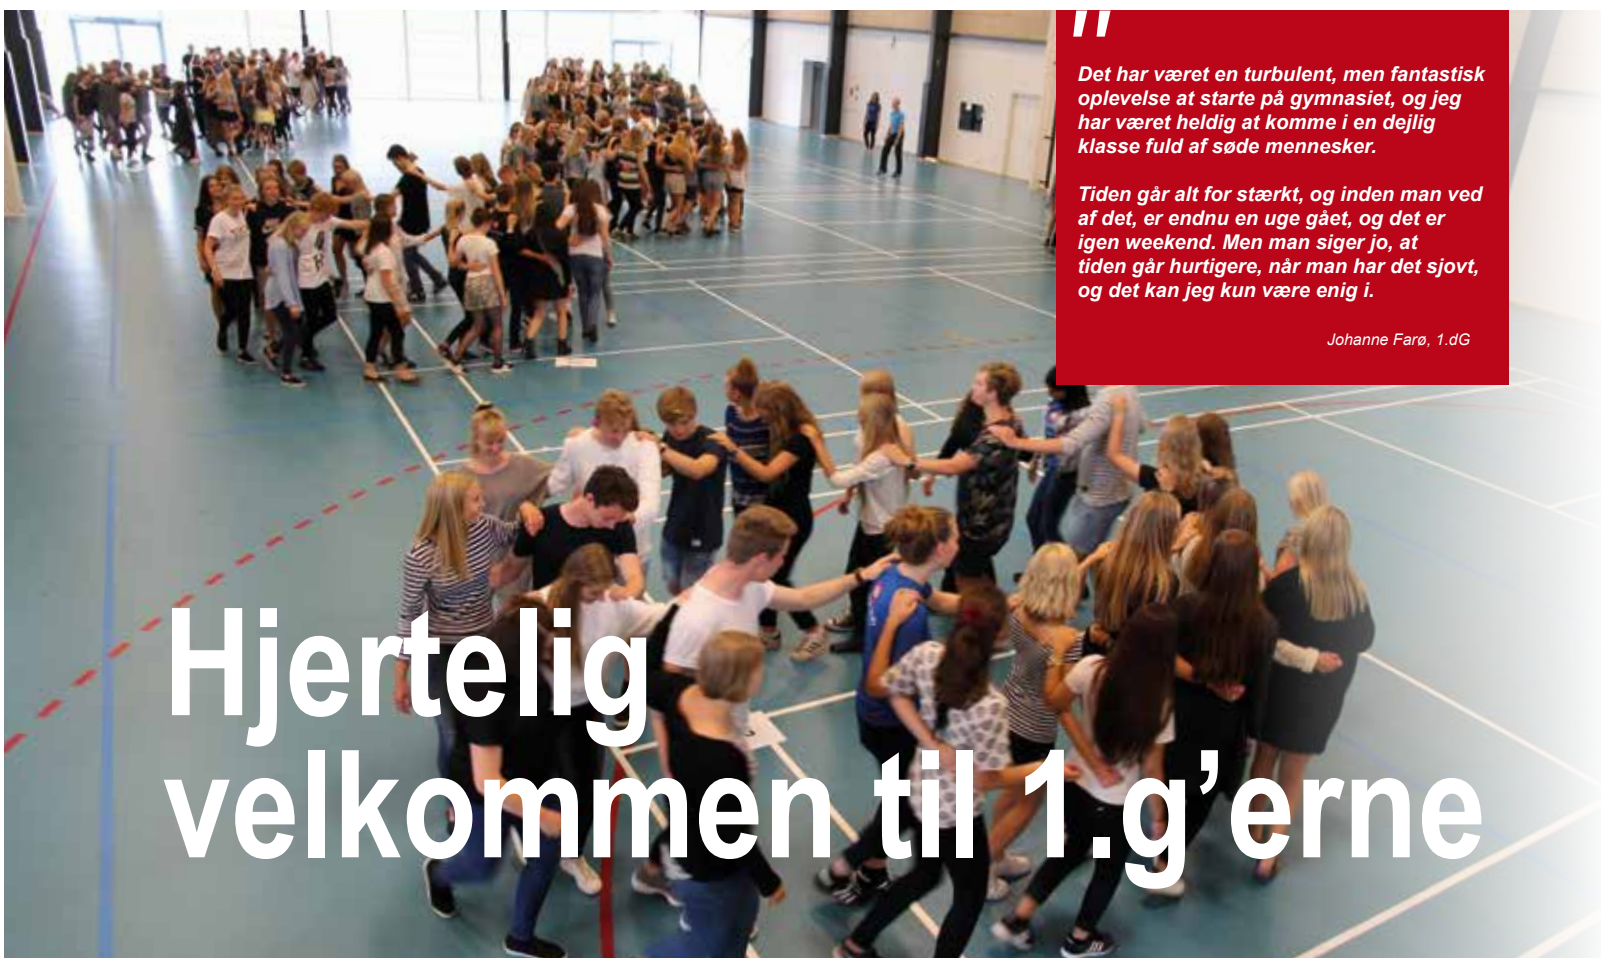 "
Det har været en turbulent, men fantastisk
oplevelse at starte på gymnasiet, og jeg
har været heldig at komme i en dejlig
klasse fuld af søde mennesker.
Tiden går alt for stærkt, og inden man ved
af det, er endnu en uge gået, og det er
igen weekend. Men man siger jo, at
tiden går hurtigere, når man har det sjovt,
og det kan jeg kun være enig i.
Johanne Farø, 1.dG
Hjertelig
velkommen til 1.g’erne